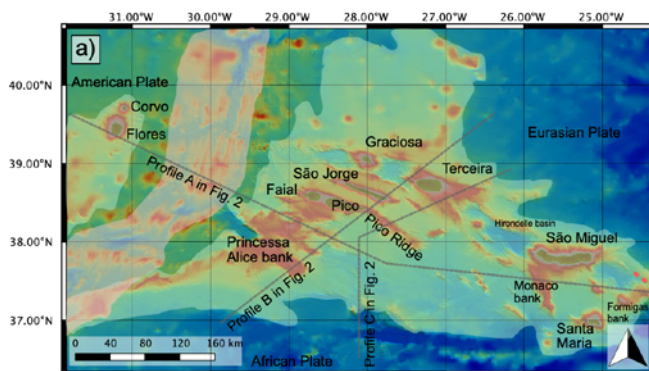 31.00°W 30.00°W 29.00°W 28.00°W 27.00°W 26.00°W 25.00°W
a)
40.00°N
39.00°N
38.00°N
37.00°N
American Plate
Corvo
Flores
Graciosa
Eurasian Plate
São Jorge
Terceira
Profile A in Fig. 2
Faial
Pico
Pico Ridge
Hironcelle basin
São Miguel
Princessa
Alice bank
Profile B in Fig. 2
Profile C in Fig. 2
Monaco
bank
Formigas
bank
Santa
Maria
0 40 80 120 160 km
African Plate